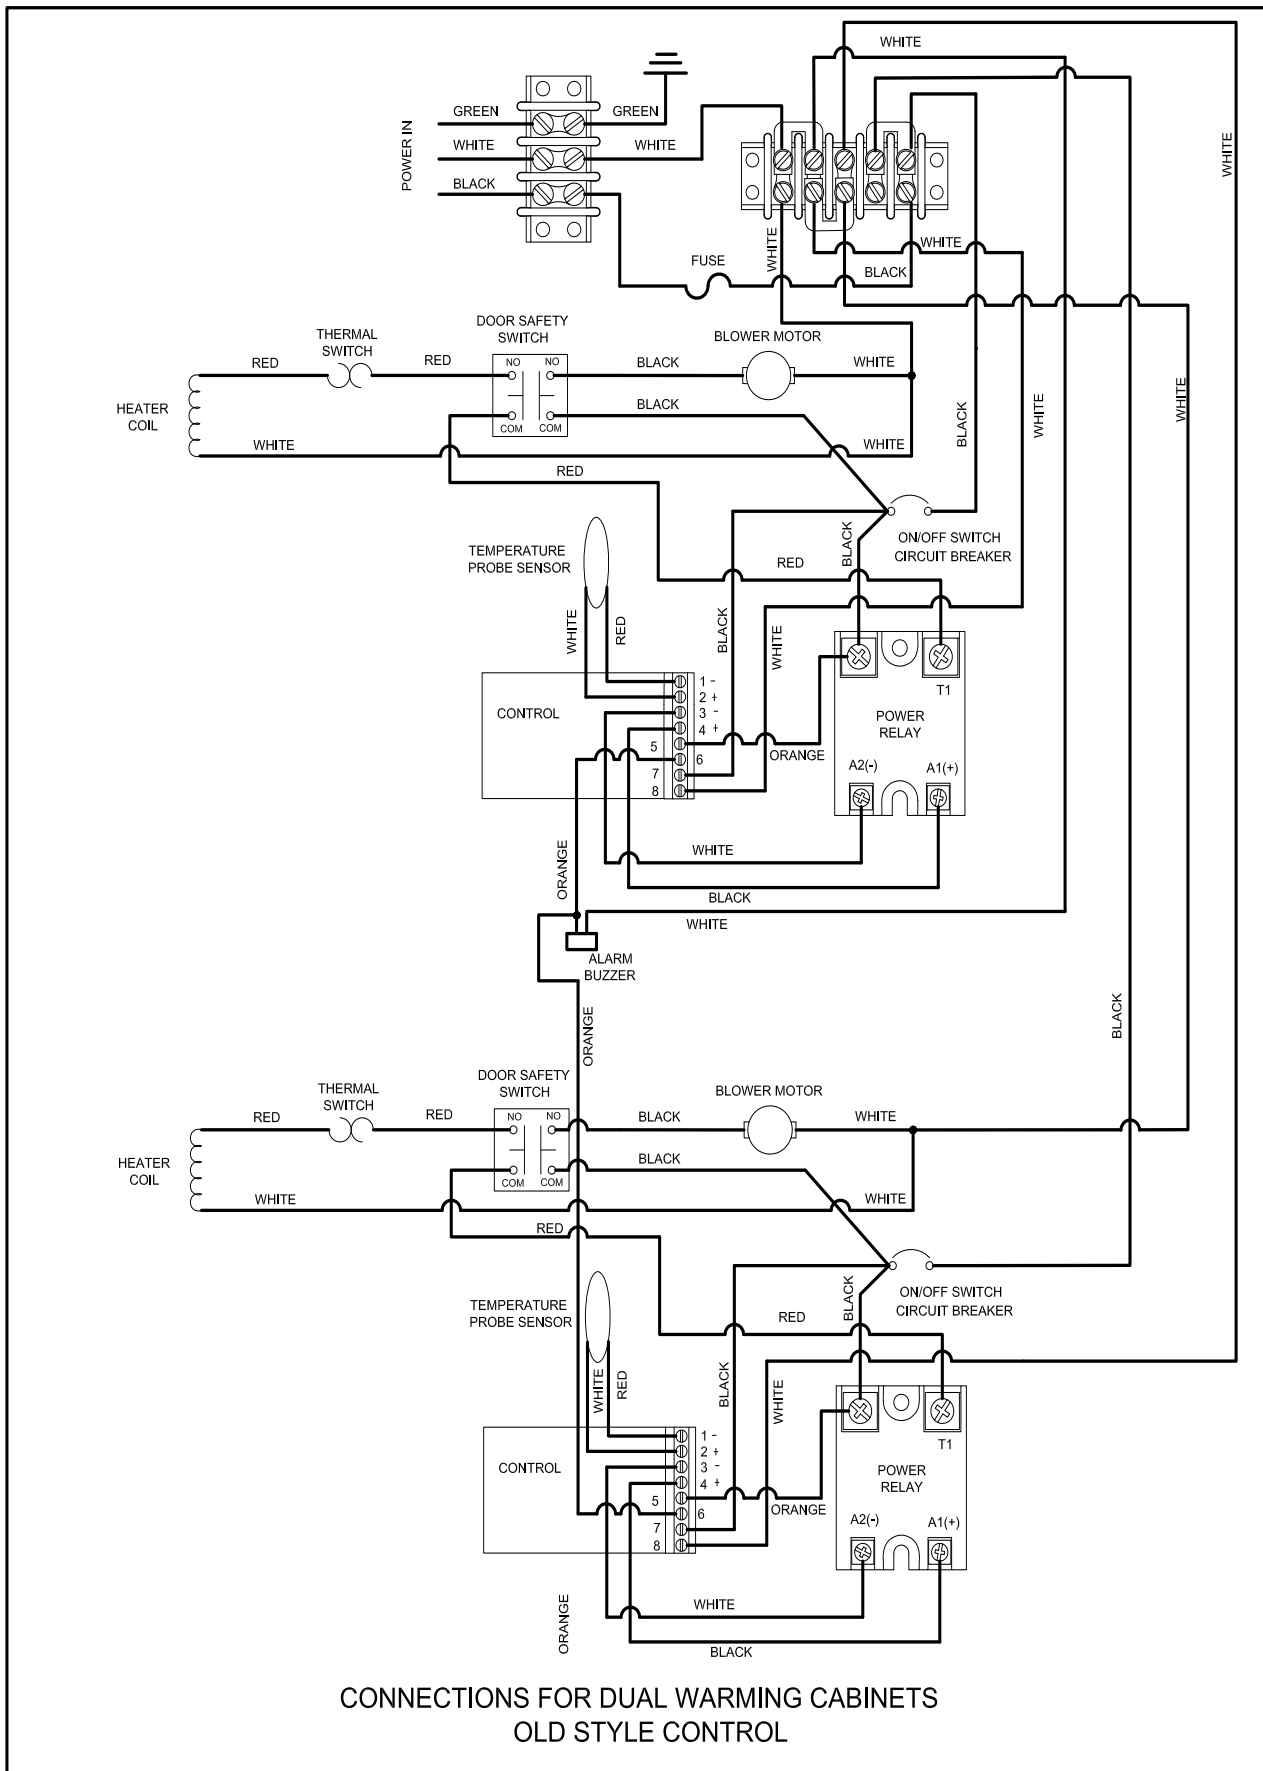 WHITE
GREEN
GREEN
POWER IN
WHITE
WHITE
WHITE
BLACK
WHITE
WHITE
FUSE
BLACK
DOOR SAFETY
SWITCH
THERMAL
SWITCH
BLOWER MOTOR
RED
RED
NO
NO
BLACK
WHITE
HEATER
COIL
BLACK
WHITE
WHITE
BLACK
COM
COM
WHITE
WHITE
RED
ON/OFF SWITCH
CIRCUIT BREAKER
BLACK
TEMPERATURE
PROBE SENSOR
RED
WHITE
RED
BLACK
WHITE
T1
1 -
2 +
3 -
4 +
5
6
7
8
CONTROL
POWER
RELAY
ORANGE
A2(-)
A1(+)
WHITE
ORANGE
BLACK
WHITE
ALARM
BUZZER
ORANGE
BLACK
DOOR SAFETY
SWITCH
THERMAL
SWITCH
BLOWER MOTOR
RED
RED
NO
NO
BLACK
WHITE
HEATER
COIL
BLACK
COM
COM
WHITE
WHITE
RED
ON/OFF SWITCH
CIRCUIT BREAKER
BLACK
TEMPERATURE
PROBE SENSOR
RED
WHITE
RED
BLACK
WHITE
T1
1 -
2 +
3 -
4 +
5
6
7
8
CONTROL
POWER
RELAY
ORANGE
A2(-)
A1(+)
WHITE
ORANGE
BLACK
CONNECTIONS FOR DUAL WARMING CABINETS
OLD STYLE CONTROL